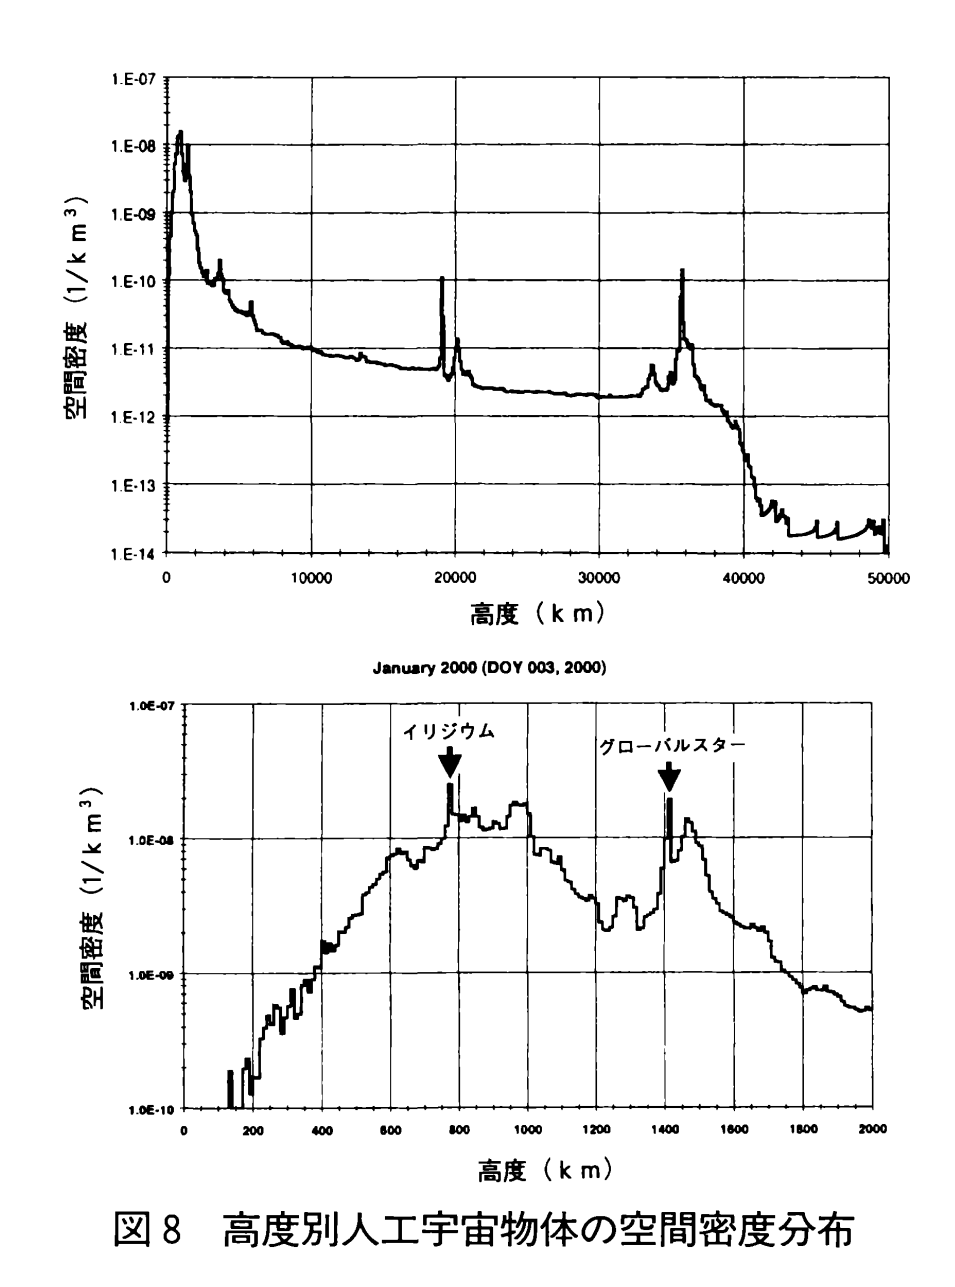 1.E-07
1.E-08
1.E-09
1.E-10
1.E-11
1.E-12
1.E-13
1.E-14
空間密度 (1/km³)
0 10000 20000 30000 40000 50000
高度 (km)
January 2000 (DOY 003, 2000)
1.0E-07
1.0E-08
1.0E-09
1.0E-10
空間密度 (1/km³)
イリジウム
グローバルスター
0 200 400 600 800 1000 1200 1400 1600 1800 2000
高度 (km)
図8 高度別人工宇宙物体の空間密度分布